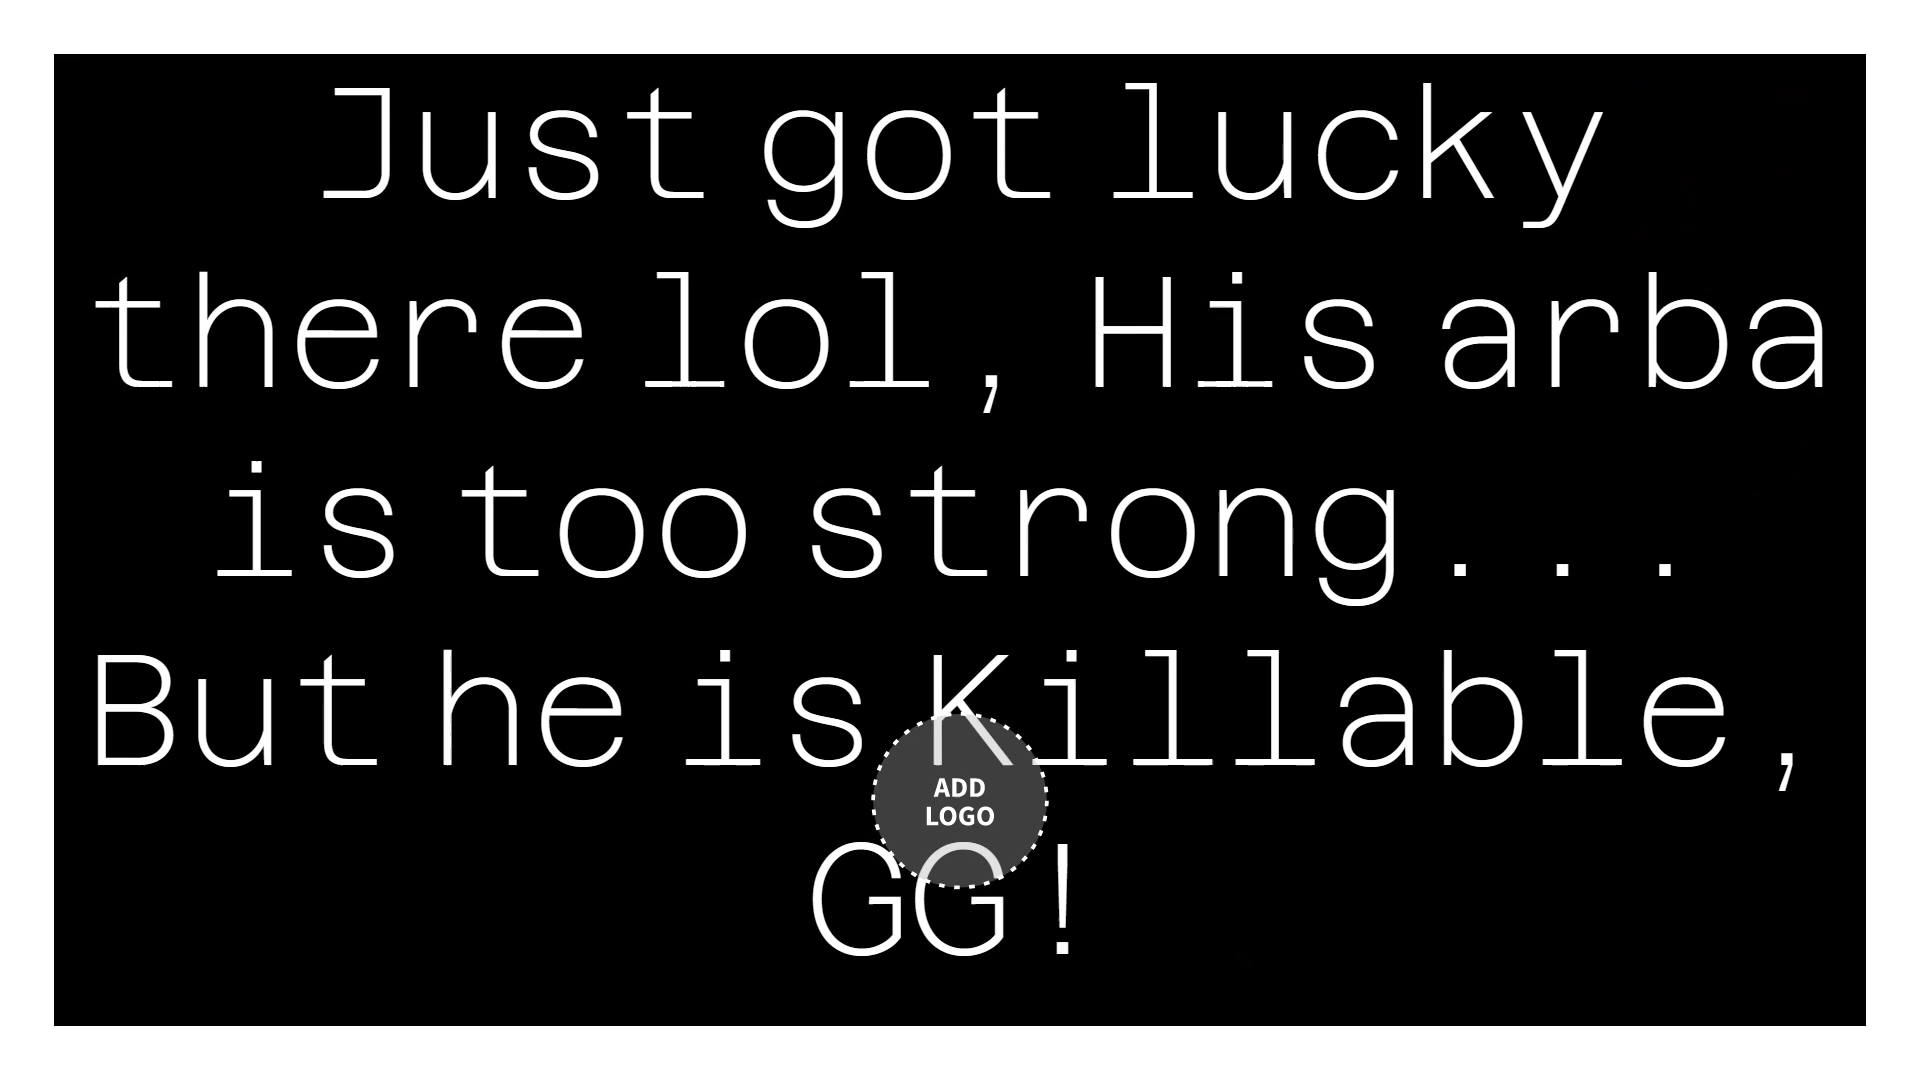 Just got lucky
there lol, His arba
is too strong...
But he is Killable,
ADD
LOGO
GG!